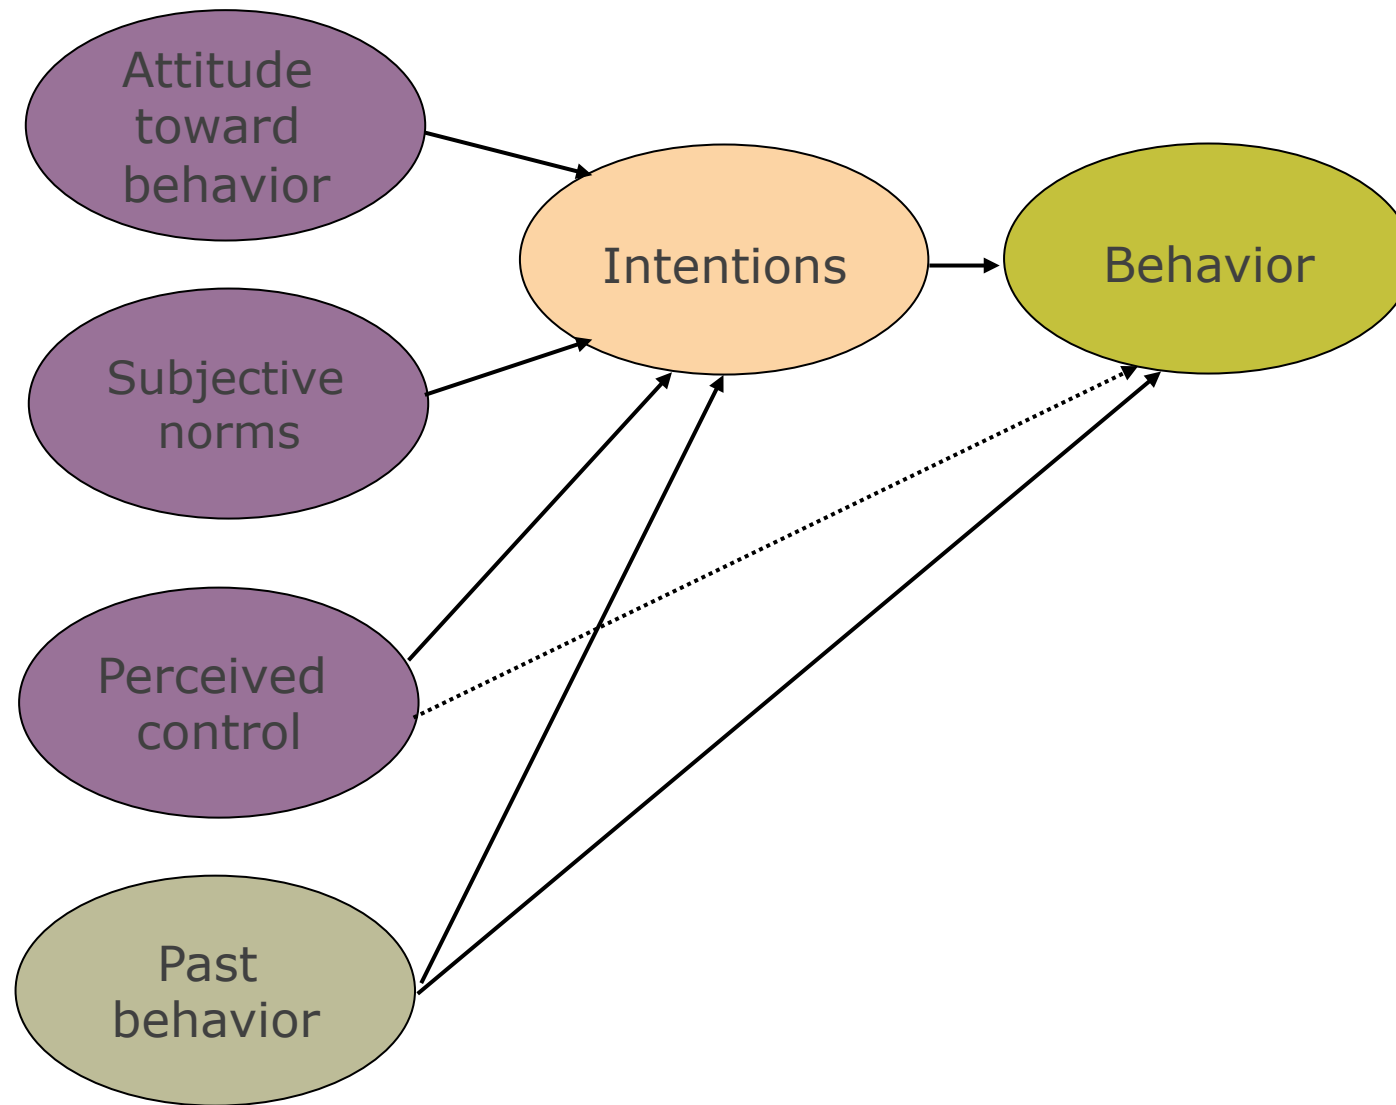 Attitude
toward
behavior
Intentions
Behavior
Subjective
norms
Perceived
control
Past
behavior